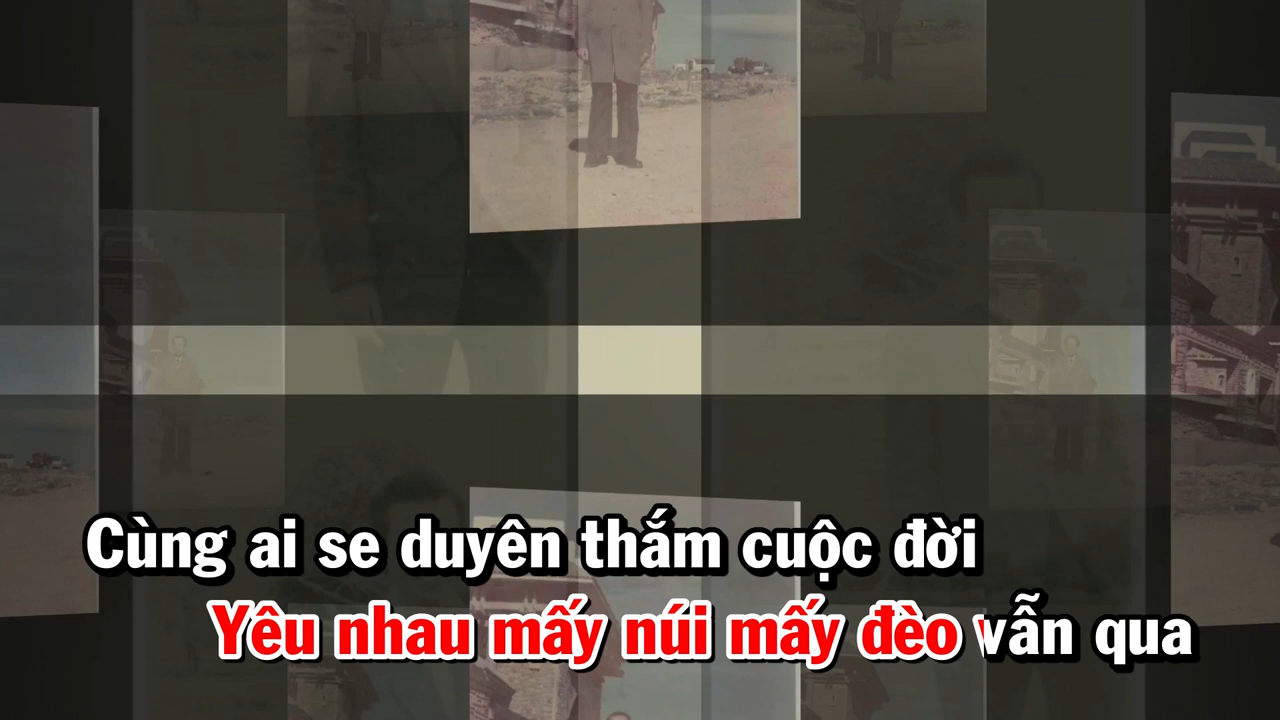 Cùng ai se duyên thắm cuộc đời
Yêu nhau mấy núi mấy đèo vẫn qua